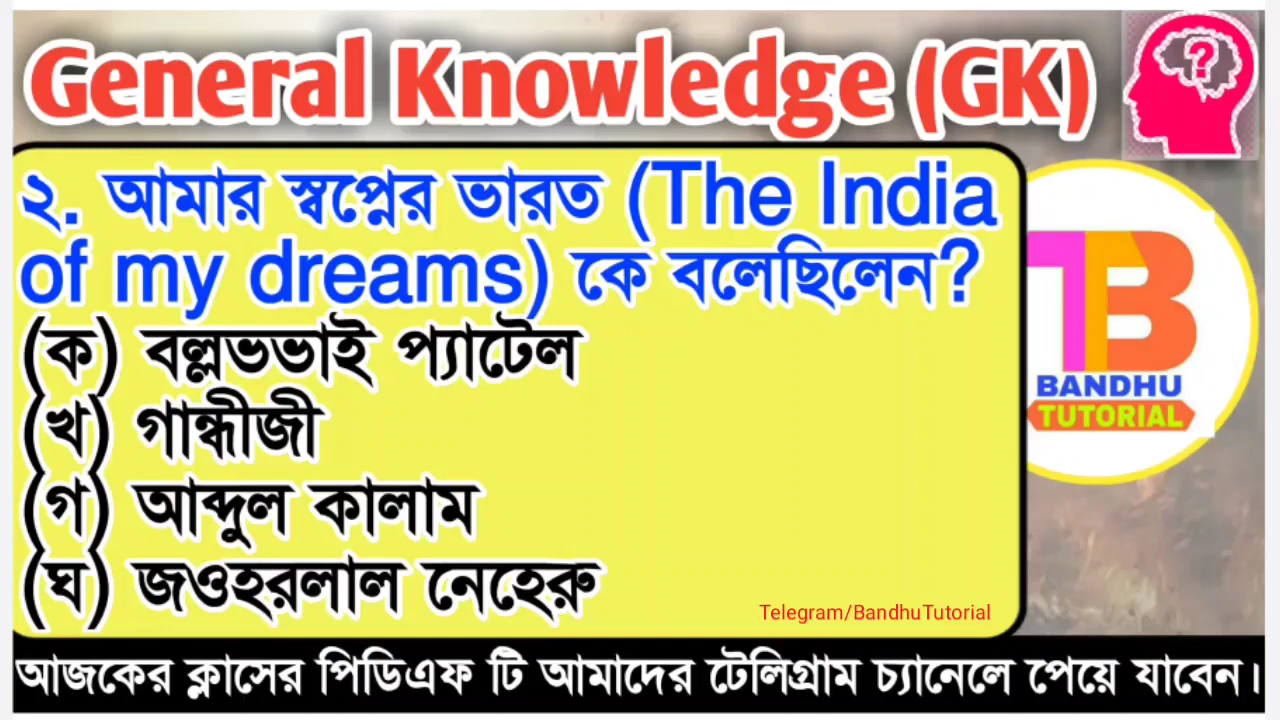 General Knowledge (GK)
?
২. আমার স্বপ্নের ভারত (The India
of my dreams) কে বলেছিলেন?
(ক) বল্লভভাই প্যাটেল
(খ) গান্ধীজী
(গ) আব্দুল কালাম
(ঘ) জওহরলাল নেহেরু
TB
BANDHU
TUTORIAL
Telegram/BandhuTutorial
আজকের ক্লাসের পিডিএফ টি আমাদের টেলিগ্রাম চ্যানেলে পেয়ে যাবেন।